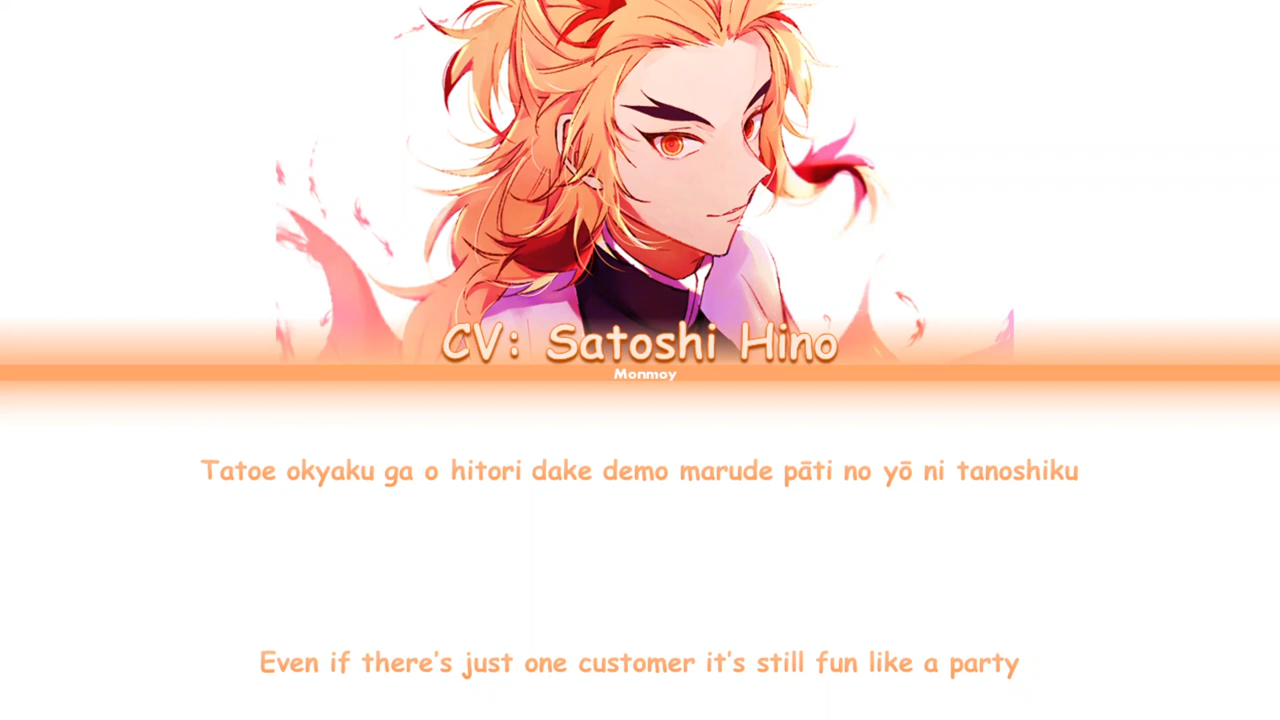 CV: Satoshi Hino
Monmoy
Tatoe okyaku ga o hitori dake demo marude pāti no yō ni tanoshiku
Even if there's just one customer it's still fun like a party